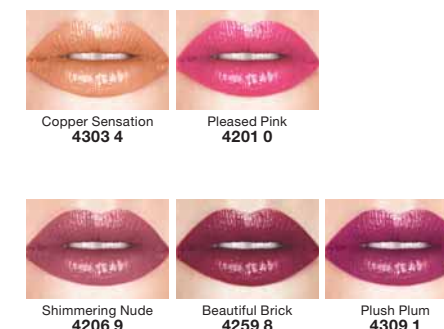 Copper Sensation
4303 4
Pleased Pink
4201 0
Shimmering Nude
4206 9
Beautiful Brick
4259 8
Plush Plum
4309 1